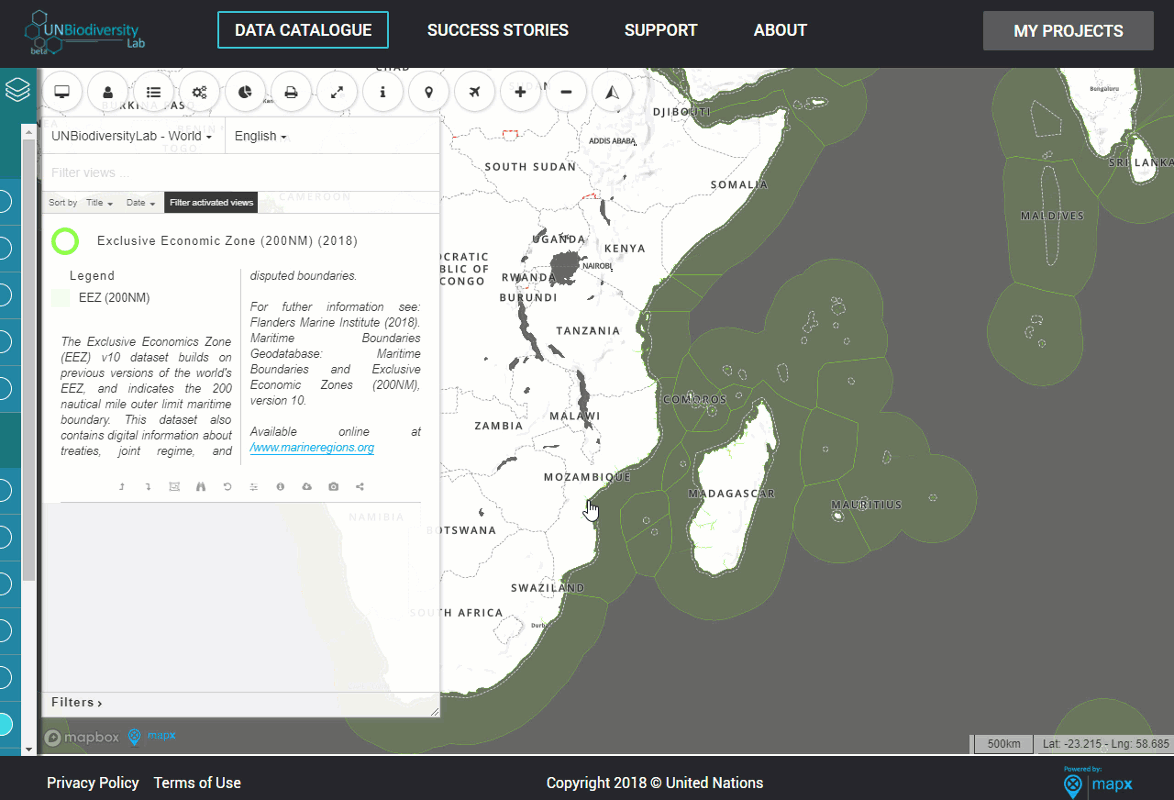 UNBiodiversity
Lab
beta
DATA CATALOGUE
SUCCESS STORIES
SUPPORT
ABOUT
MY PROJECTS
UNBiodiversityLab - World
English
Filter views ...
Sort by Title Date Filter activated views
Exclusive Economic Zone (200NM) (2018)
Legend
EEZ (200NM)
The Exclusive Economics Zone
(EEZ) v10 dataset builds on
previous versions of the world's
EEZ, and indicates the 200
nautical mile outer limit maritime
boundary. This dataset also
contains digital information about
treaties, joint regime, and
disputed boundaries.
For futher information see:
Flanders Marine Institute (2018).
Maritime Boundaries
Geodatabase: Maritime
Boundaries and Exclusive
Economic Zones (200NM),
version 10.
Available online at
/www.marineregions.org
Filters ›
BURKINA FASO
TOGO
CAMEROON
DJIBOUTI
ADDIS ABABA
SOUTH SUDAN
SOMALIA
UGANDA
KENYA
OCRATIC
BLIC OF
CONGO
NAIROBI
RWANDA
BURUNDI
TANZANIA
COMOROS
MALAWI
ZAMBIA
MOZAMBIQUE
MADAGASCAR
MAURITIUS
NAMIBIA
BOTSWANA
SWAZILAND
SOUTH AFRICA
Durb
Bengaluru
SRI LANKA
MALDIVES
mapbox
mapx
500km
Lat: -23.215 - Lng: 58.685
Privacy Policy
Terms of Use
Copyright 2018 © United Nations
Powered by:
mapx